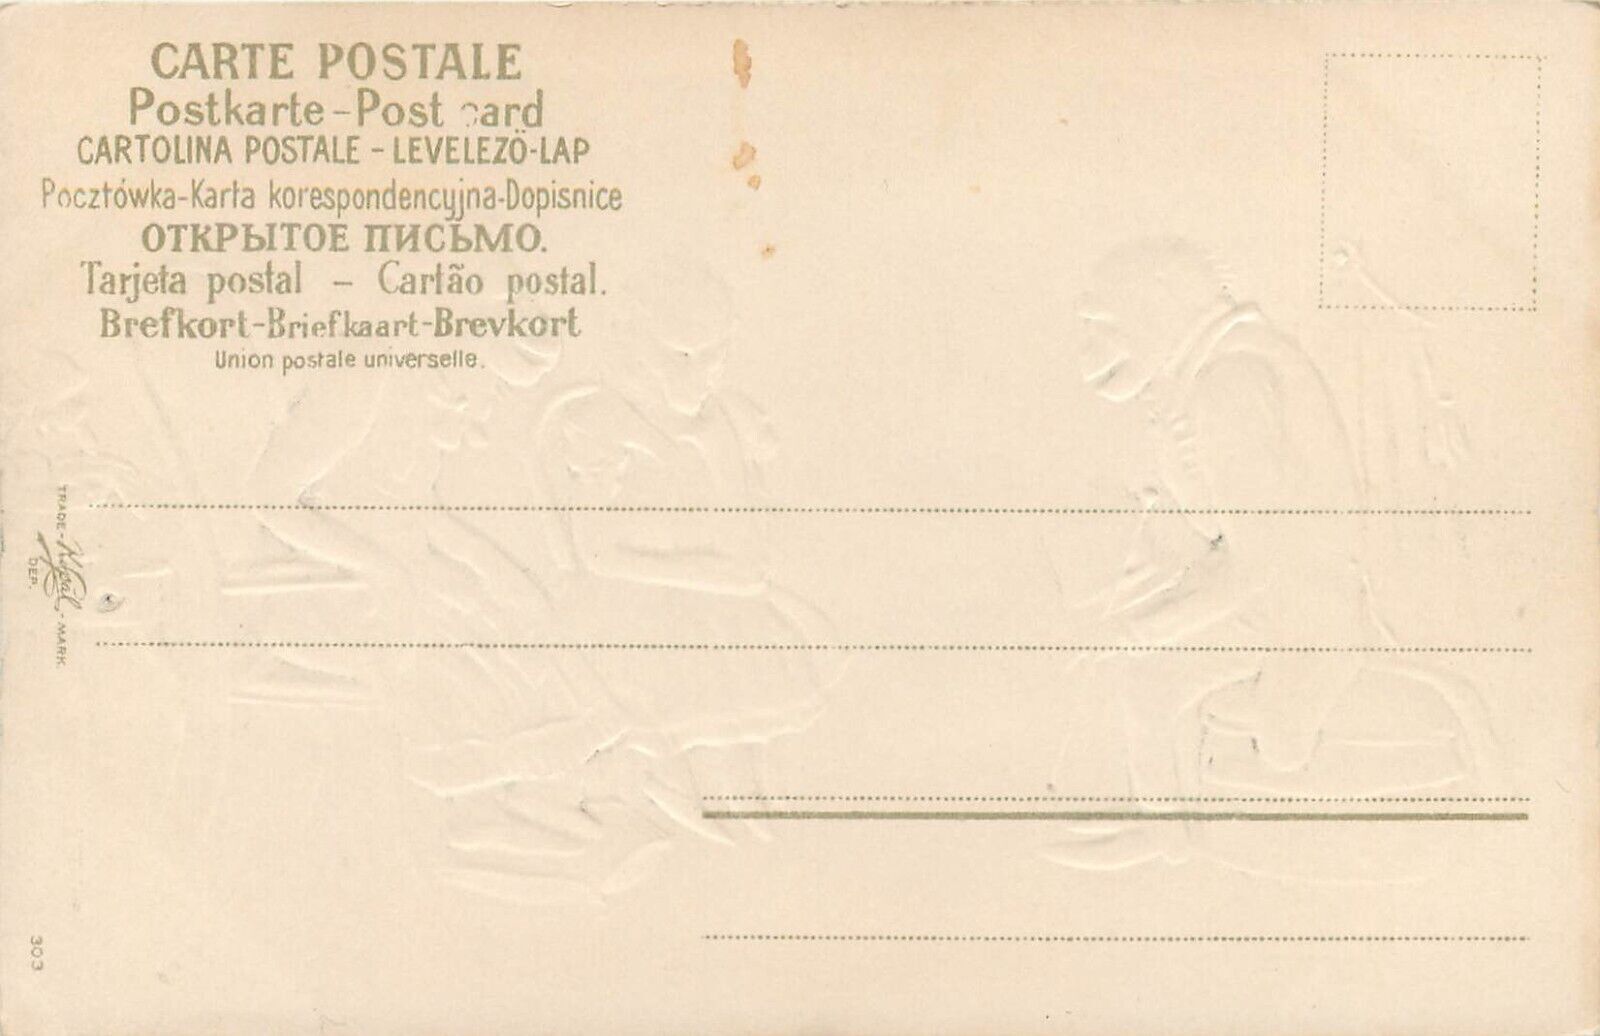 CARTE POSTALE
Postkarte-Post card
CARTOLINA POSTALE - LEVELEZÖ-LAP
Pocztówka-Karta korespondencyjna-Dopisnice
ОТКРЫТОЕ ПИСЬМО.
Tarjeta postal - Cartão postal.
Brefkort-Briefkaart-Brevkort
Union postale universelle.
TRADE- -MARK.
DEP.
303